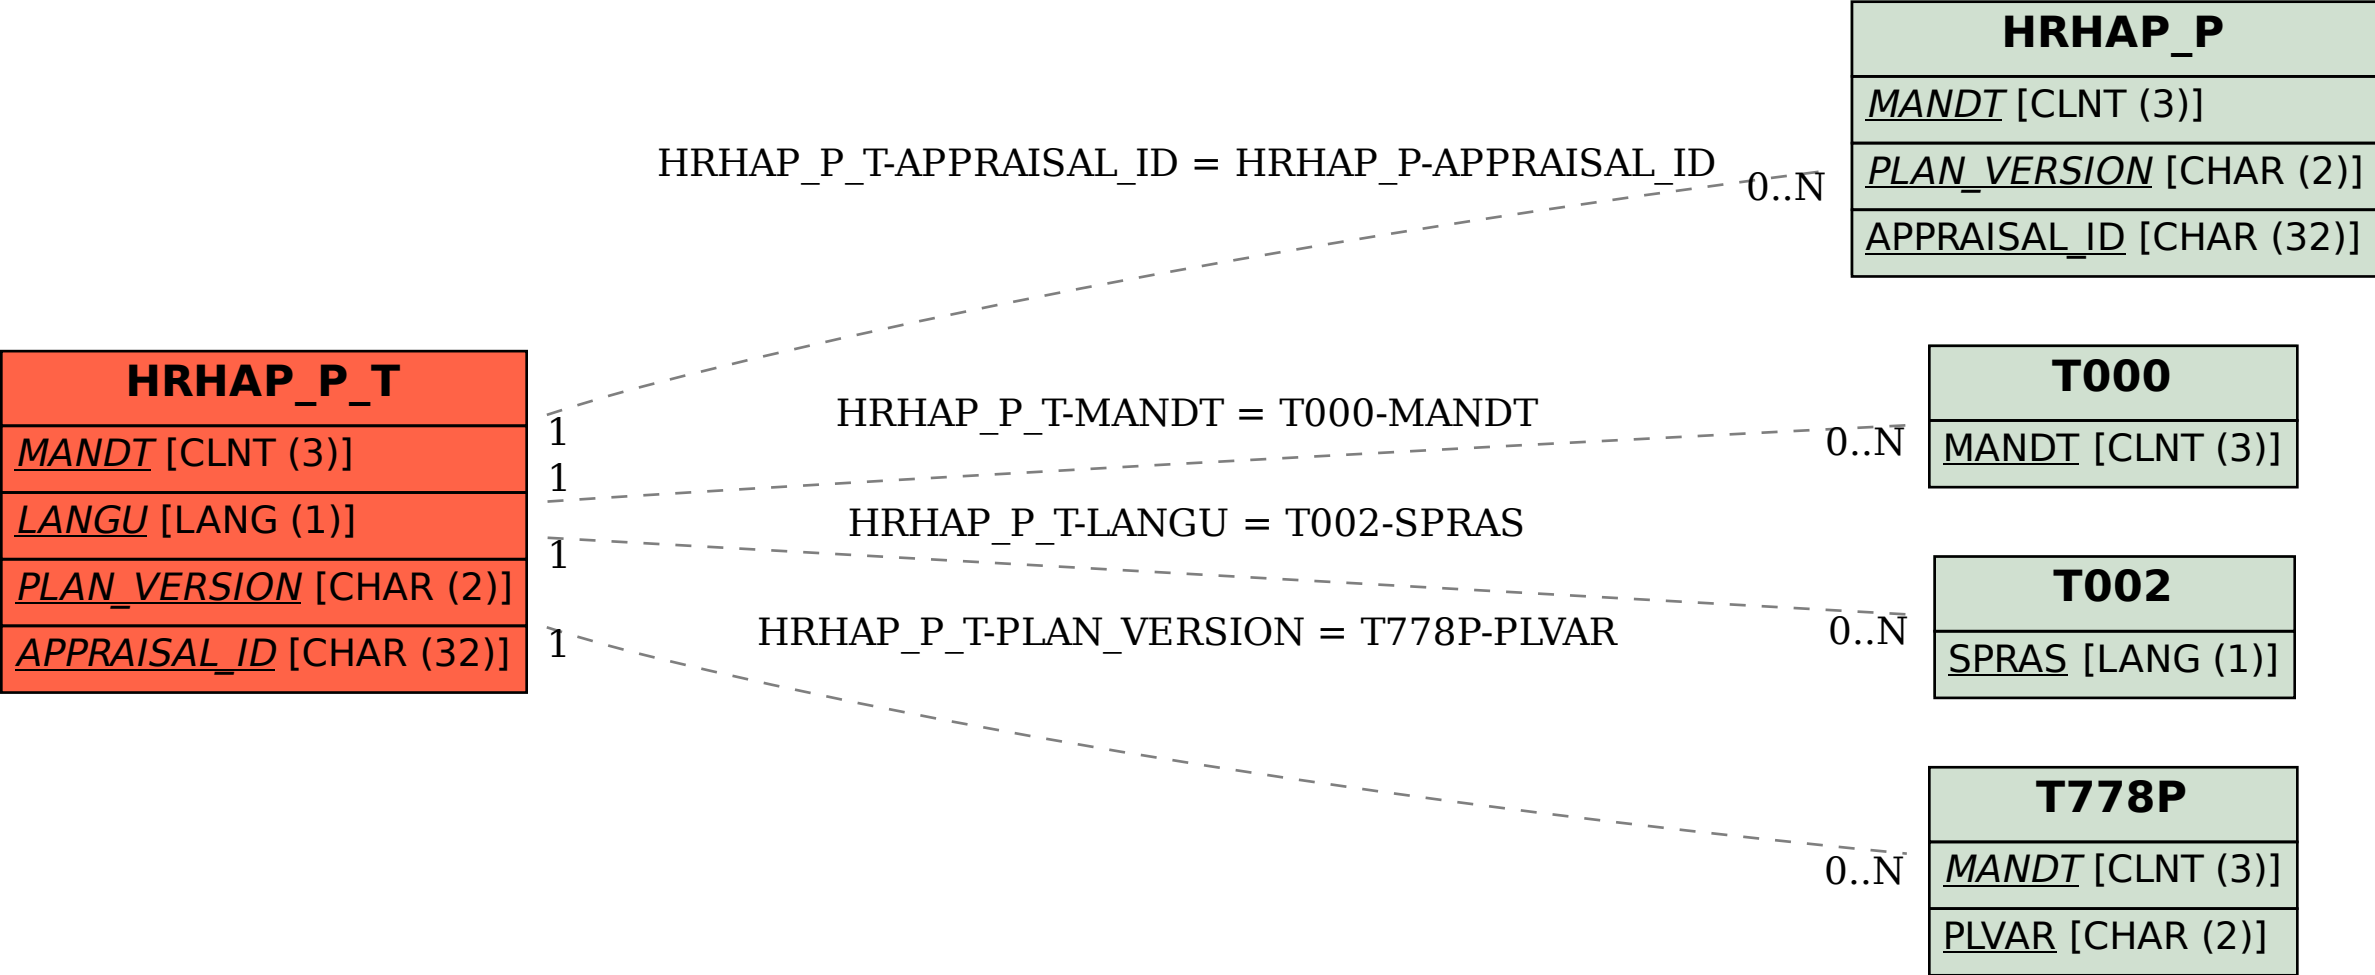 HRHAP_P
MANDT [CLNT (3)]
PLAN_VERSION [CHAR (2)]
APPRAISAL_ID [CHAR (32)]
HRHAP_P_T-APPRAISAL_ID = HRHAP_P-APPRAISAL_ID
0..N
HRHAP_P_T
MANDT [CLNT (3)]
LANGU [LANG (1)]
PLAN_VERSION [CHAR (2)]
APPRAISAL_ID [CHAR (32)]
1
1
1
1
HRHAP_P_T-MANDT = T000-MANDT
0..N
T000
MANDT [CLNT (3)]
HRHAP_P_T-LANGU = T002-SPRAS
0..N
T002
SPRAS [LANG (1)]
HRHAP_P_T-PLAN_VERSION = T778P-PLVAR
0..N
T778P
MANDT [CLNT (3)]
PLVAR [CHAR (2)]